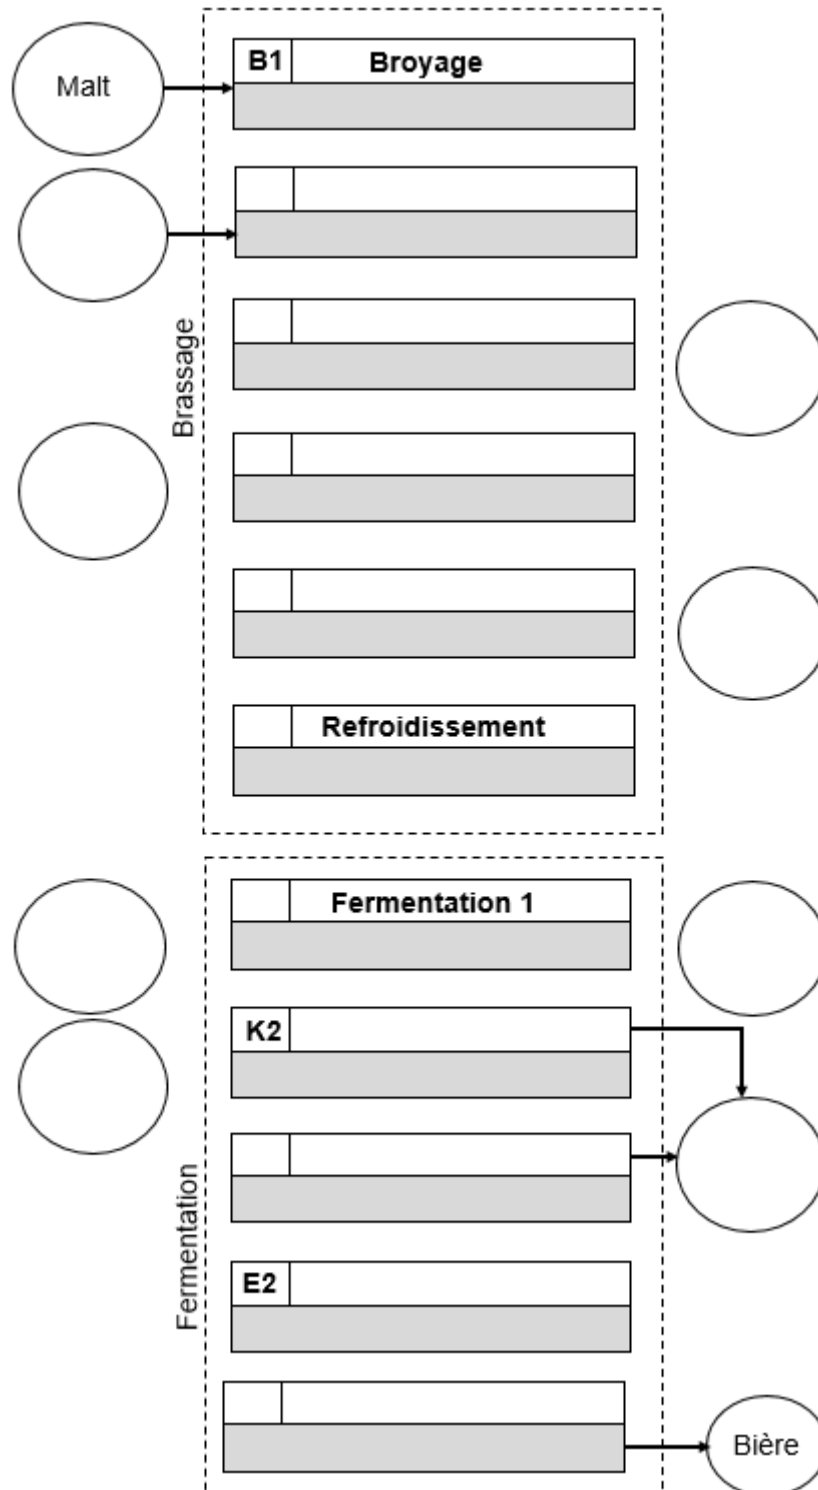 Malt
B1 Broyage
Brassage
Refroidissement
Fermentation 1
K2
Fermentation
E2
Bière